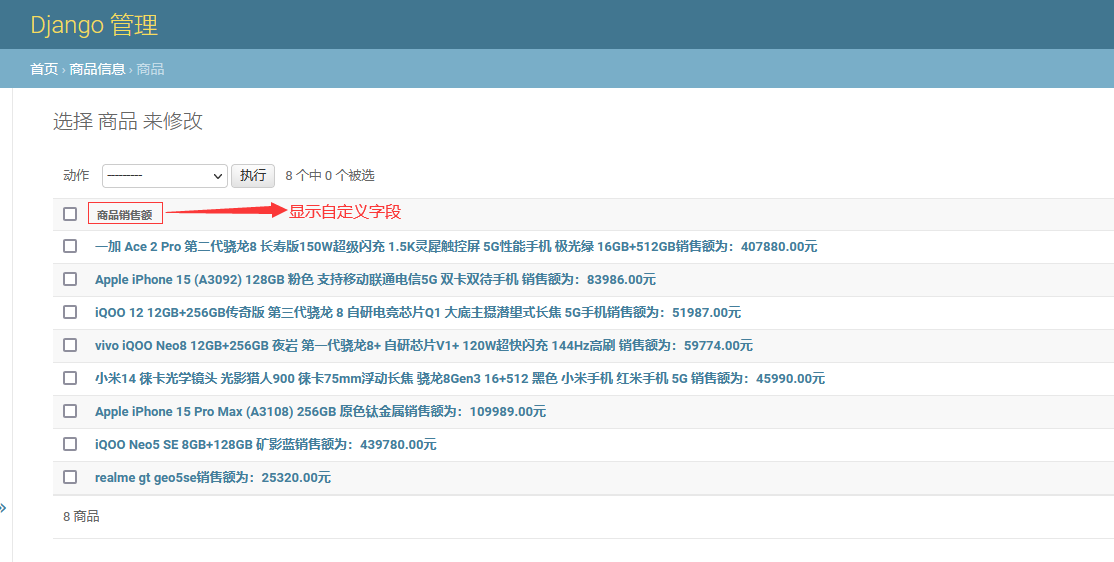 Django 管理
首页 › 商品信息 › 商品
选择 商品 来修改
动作 --------- 执行 8 个中 0 个被选
商品销售额 显示自定义字段
一加 Ace 2 Pro 第二代骁龙8 长寿版150W超级闪充 1.5K灵犀触控屏 5G性能手机 极光绿 16GB+512GB销售额为：407880.00元
Apple iPhone 15 (A3092) 128GB 粉色 支持移动联通电信5G 双卡双待手机 销售额为：83986.00元
iQOO 12 12GB+256GB传奇版 第三代骁龙 8 自研电竞芯片Q1 大底主摄潜望式长焦 5G手机销售额为：51987.00元
vivo iQOO Neo8 12GB+256GB 夜岩 第一代骁龙8+ 自研芯片V1+ 120W超快闪充 144Hz高刷 销售额为：59774.00元
小米14 徕卡光学镜头 光影猎人900 徕卡75mm浮动长焦 骁龙8Gen3 16+512 黑色 小米手机 红米手机 5G 销售额为：45990.00元
Apple iPhone 15 Pro Max (A3108) 256GB 原色钛金属销售额为：109989.00元
iQOO Neo5 SE 8GB+128GB 矿影蓝销售额为：439780.00元
realme gt geo5se销售额为：25320.00元
8 商品